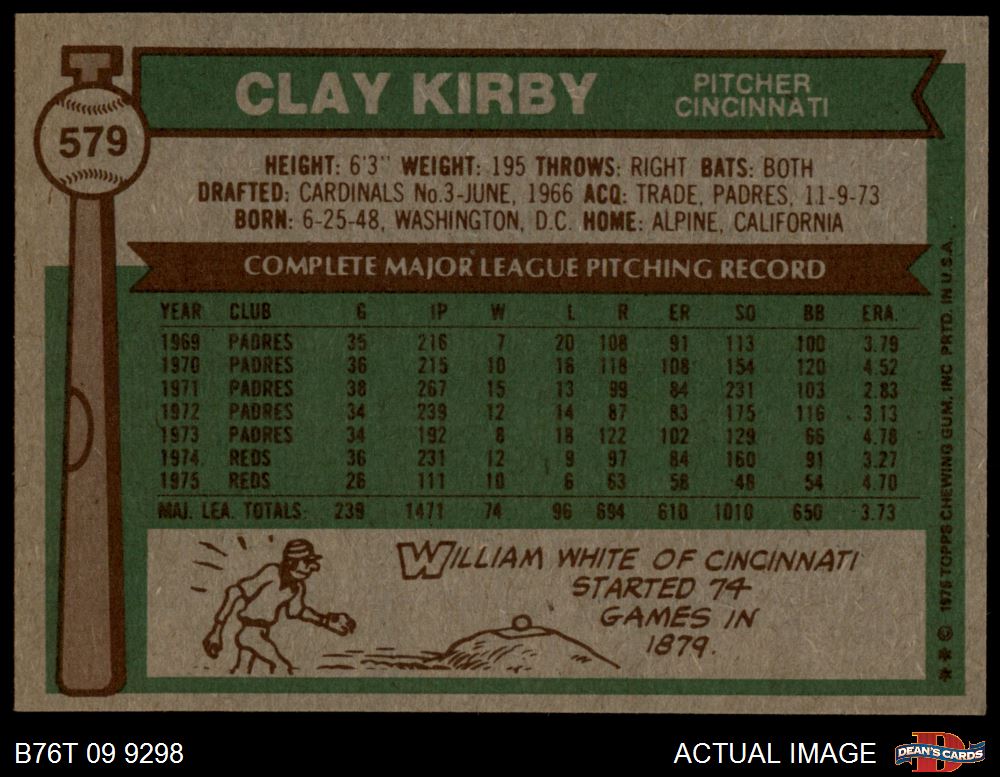 CLAY KIRBY
PITCHER
CINCINNATI
579
HEIGHT: 6'3" WEIGHT: 195 THROWS: RIGHT BATS: BOTH
DRAFTED: CARDINALS No.3-JUNE, 1966 ACQ: TRADE, PADRES, 11-9-73
BORN: 6-25-48, WASHINGTON, D.C. HOME: ALPINE, CALIFORNIA
COMPLETE MAJOR LEAGUE PITCHING RECORD
YEAR CLUB G IP W L R ER SO BB ERA
1969 PADRES 35 216 7 20 108 91 113 100 3.79
1970 PADRES 36 215 10 16 118 108 154 120 4.52
1971 PADRES 38 267 15 13 99 84 231 103 2.83
1972 PADRES 34 239 12 14 87 83 175 116 3.13
1973 PADRES 34 192 8 18 122 102 129 66 4.78
1974 REDS 36 231 12 9 97 84 160 91 3.27
1975 REDS 26 111 10 6 63 58 48 54 4.70
MAJ. LEA. TOTALS 239 1471 74 96 694 610 1010 650 3.73
WILLIAM WHITE OF CINCINNATI
STARTED 74
GAMES IN
1879.
** © 1976 TOPPS CHEWING GUM, INC PRTD. IN U.S.A.
B76T 09 9298
ACTUAL IMAGE
D
DEAN'S CARDS